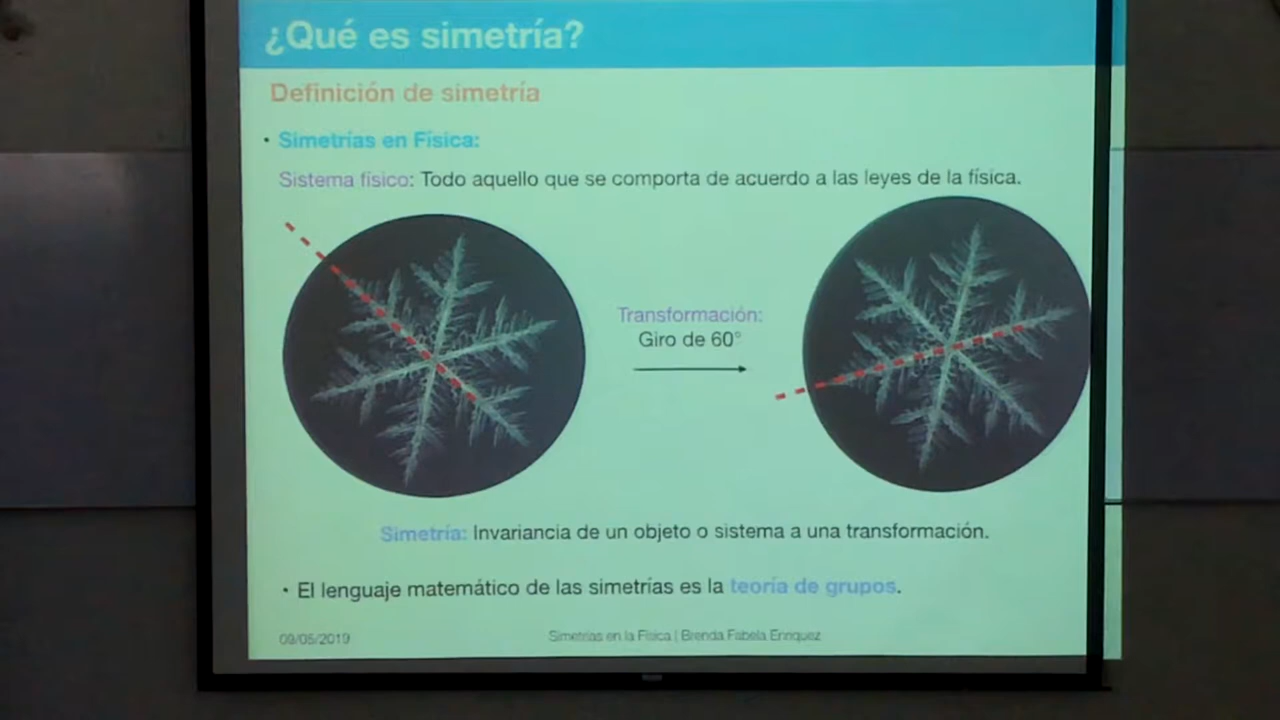 ¿Qué es simetría?
Definición de simetría
• Simetrías en Física:
Sistema físico: Todo aquello que se comporta de acuerdo a las leyes de la física.
Transformación:
Giro de 60°
Simetría: Invariancia de un objeto o sistema a una transformación.
• El lenguaje matemático de las simetrías es la teoría de grupos.
09/05/2019
Simetrías en la Física | Brenda Fabela Enriquez